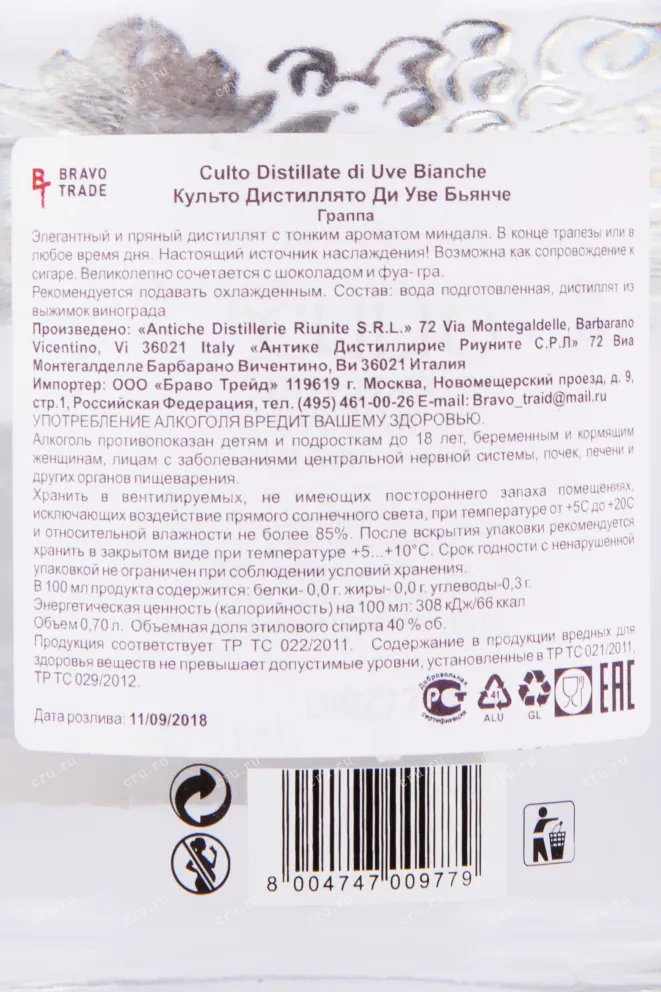 BRAVO
TRADE
Culto Distillate di Uve Bianche
Культо Дистиллято Ди Уве Бьянче
Граппа
Элегантный и пряный дистиллят с тонким ароматом миндаля. В конце трапезы или в
любое время дня. Настоящий источник наслаждения! Возможна как сопровождение к
сигаре. Великолепно сочетается с шоколадом и фуа- гра.
Рекомендуется подавать охлажденным. Состав: вода подготовленная, дистиллят из
выжимок винограда
Произведено: «Antiche Distillerie Riunite S.R.L.» 72 Via Montegaldelle, Barbarano
Vicentino, Vi 36021 Italy «Антике Дистиллирие Риуните С.Р.Л» 72 Виа
Монтегалделле Барбарано Вичентино, Ви 36021 Италия
Импортер: ООО «Браво Трейд» 119619 г. Москва, Новомещерский проезд, д. 9,
стр.1, Российская Федерация, тел. (495) 461-00-26 E-mail: Bravo_traid@mail.ru
УПОТРЕБЛЕНИЕ АЛКОГОЛЯ ВРЕДИТ ВАШЕМУ ЗДОРОВЬЮ.
Алкоголь противопоказан детям и подросткам до 18 лет, беременным и кормящим
женщинам, лицам с заболеваниями центральной нервной системы, почек, печени и
других органов пищеварения.
Хранить в вентилируемых, не имеющих постороннего запаха помещениях,
исключающих воздействие прямого солнечного света, при температуре от +5С до +20С
и относительной влажности не более 85%. После вскрытия упаковки рекомендуется
хранить в закрытом виде при температуре +5...+10°С. Срок годности с ненарушенной
упаковкой не ограничен при соблюдении условий хранения.
В 100 мл продукта содержится: белки- 0,0 г. жиры- 0,0 г. углеводы-0,3 г.
Энергетическая ценность (калорийность) на 100 мл: 308 кДж/66 ккал
Объем 0,70 л. Объемная доля этилового спирта 40 % об.
Продукция соответствует ТР ТС 022/2011. Содержание в продукции вредных для
здоровья веществ не превышает допустимые уровни, установленные в ТР ТС 021/2011,
ТР ТС 029/2012.
Добровольная
РСТ
сертификация
41
ALU
GL
EAC
Дата розлива: 11/09/2018
8 004747 009779